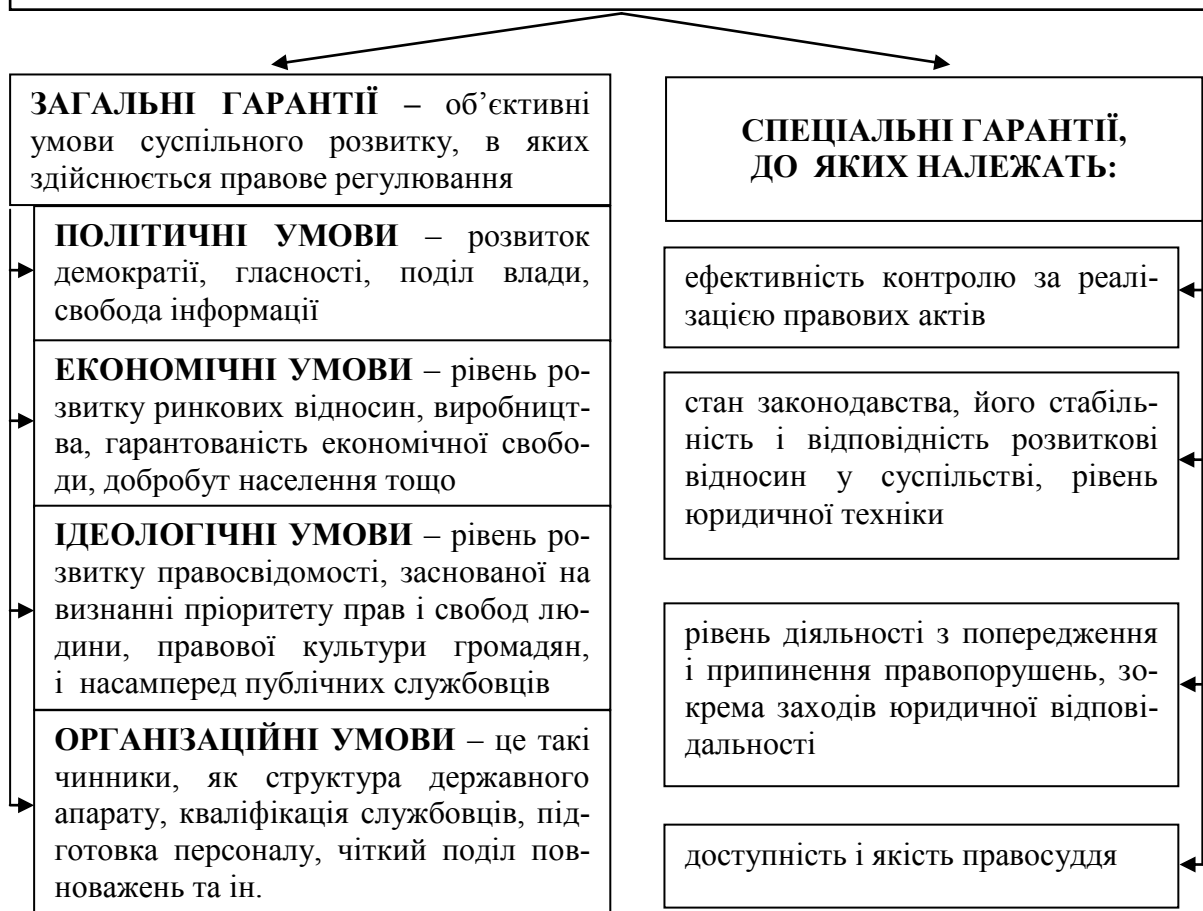 ЗАГАЛЬНІ ГАРАНТІЇ – об’єктивні
умови суспільного розвитку, в яких
здійснюється правове регулювання
ПОЛІТИЧНІ УМОВИ – розвиток
демократії, гласності, поділ влади,
свобода інформації
ЕКОНОМІЧНІ УМОВИ – рівень ро-
звитку ринкових відносин, виробницт-
ва, гарантованість економічної свобо-
ди, добробут населення тощо
ІДЕОЛОГІЧНІ УМОВИ – рівень ро-
звитку правосвідомості, заснованої на
визнанні пріоритету прав і свобод лю-
дини, правової культури громадян,
і насамперед публічних службовців
ОРГАНІЗАЦІЙНІ УМОВИ – це такі
чинники, як структура державного
апарату, кваліфікація службовців, під-
готовка персоналу, чіткий поділ пов-
новажень та ін.
СПЕЦІАЛЬНІ ГАРАНТІЇ,
ДО ЯКИХ НАЛЕЖАТЬ:
ефективність контролю за реалі-
зацією правових актів
стан законодавства, його стабіль-
ність і відповідність розвиткові
відносин у суспільстві, рівень
юридичної техніки
рівень діяльності з попередження
і припинення правопорушень, зо-
крема заходів юридичної відпові-
дальності
доступність і якість правосуддя